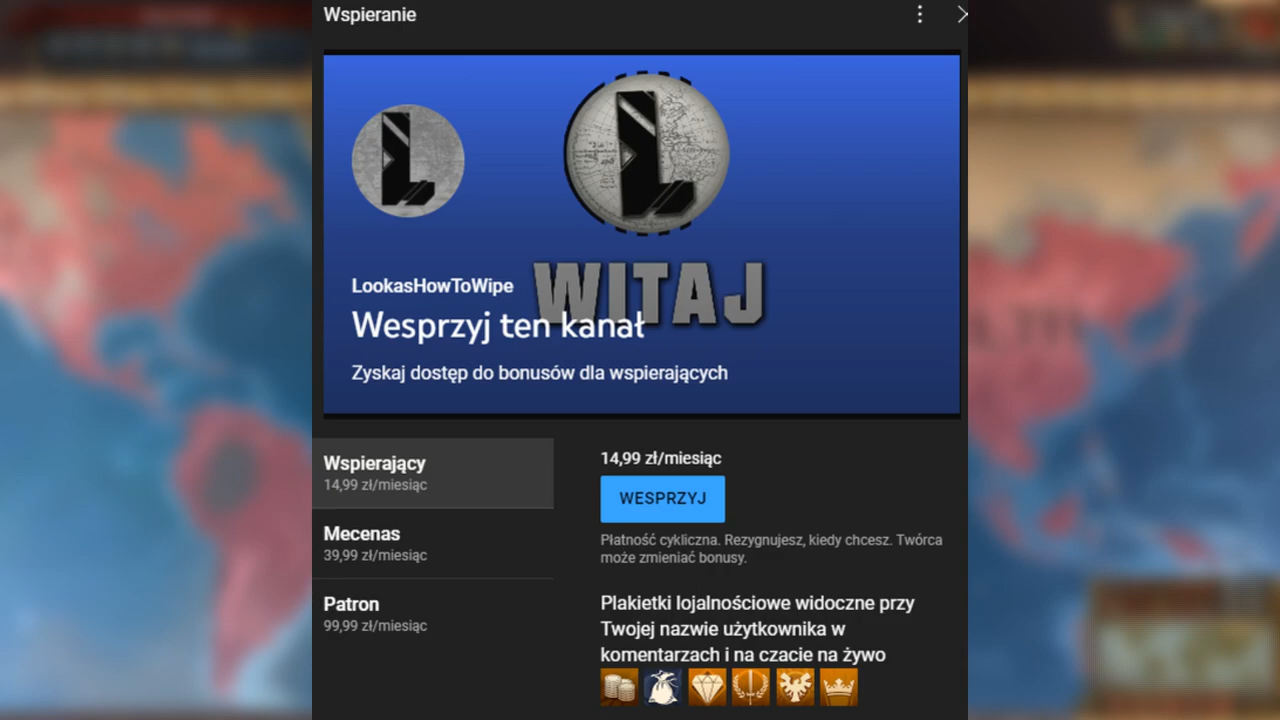 Wspieranie
WITAJ
LookasHowToWipe
Wesprzyj ten kanał
Zyskaj dostęp do bonusów dla wspierających
Wspierający
14,99 zł/miesiąc
Mecenas
39,99 zł/miesiąc
Patron
99,99 zł/miesiąc
14,99 zł/miesiąc
WESPRZYJ
Płatność cykliczna. Rezygnujesz, kiedy chcesz. Twórca
może zmieniać bonusy.
Plakietki lojalnościowe widoczne przy
Twojej nazwie użytkownika w
komentarzach i na czacie na żywo